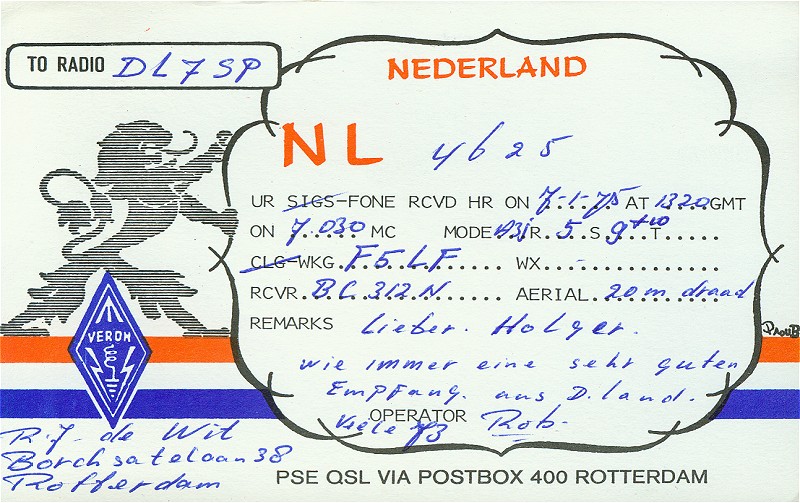 TO RADIO DL7SP
NEDERLAND
NL 4625
UR SIGS-FONE RCVD HR ON 7.1.75 AT 1320 GMT
ON 7.030 MC MODE A3j R. 5 S 9+10 T.....
CLG-WKG F5LF WX
RCVR. BC 312 N AERIAL. 20 m draad
REMARKS Lieber Holger.
wie immer eine sehr guten
Empfang. aus D.land.
Viele 73
OPERATOR Rob.
VERON
R.J. de Wit
Borchsatelaan 38
Rotterdam
PSE QSL VIA POSTBOX 400 ROTTERDAM